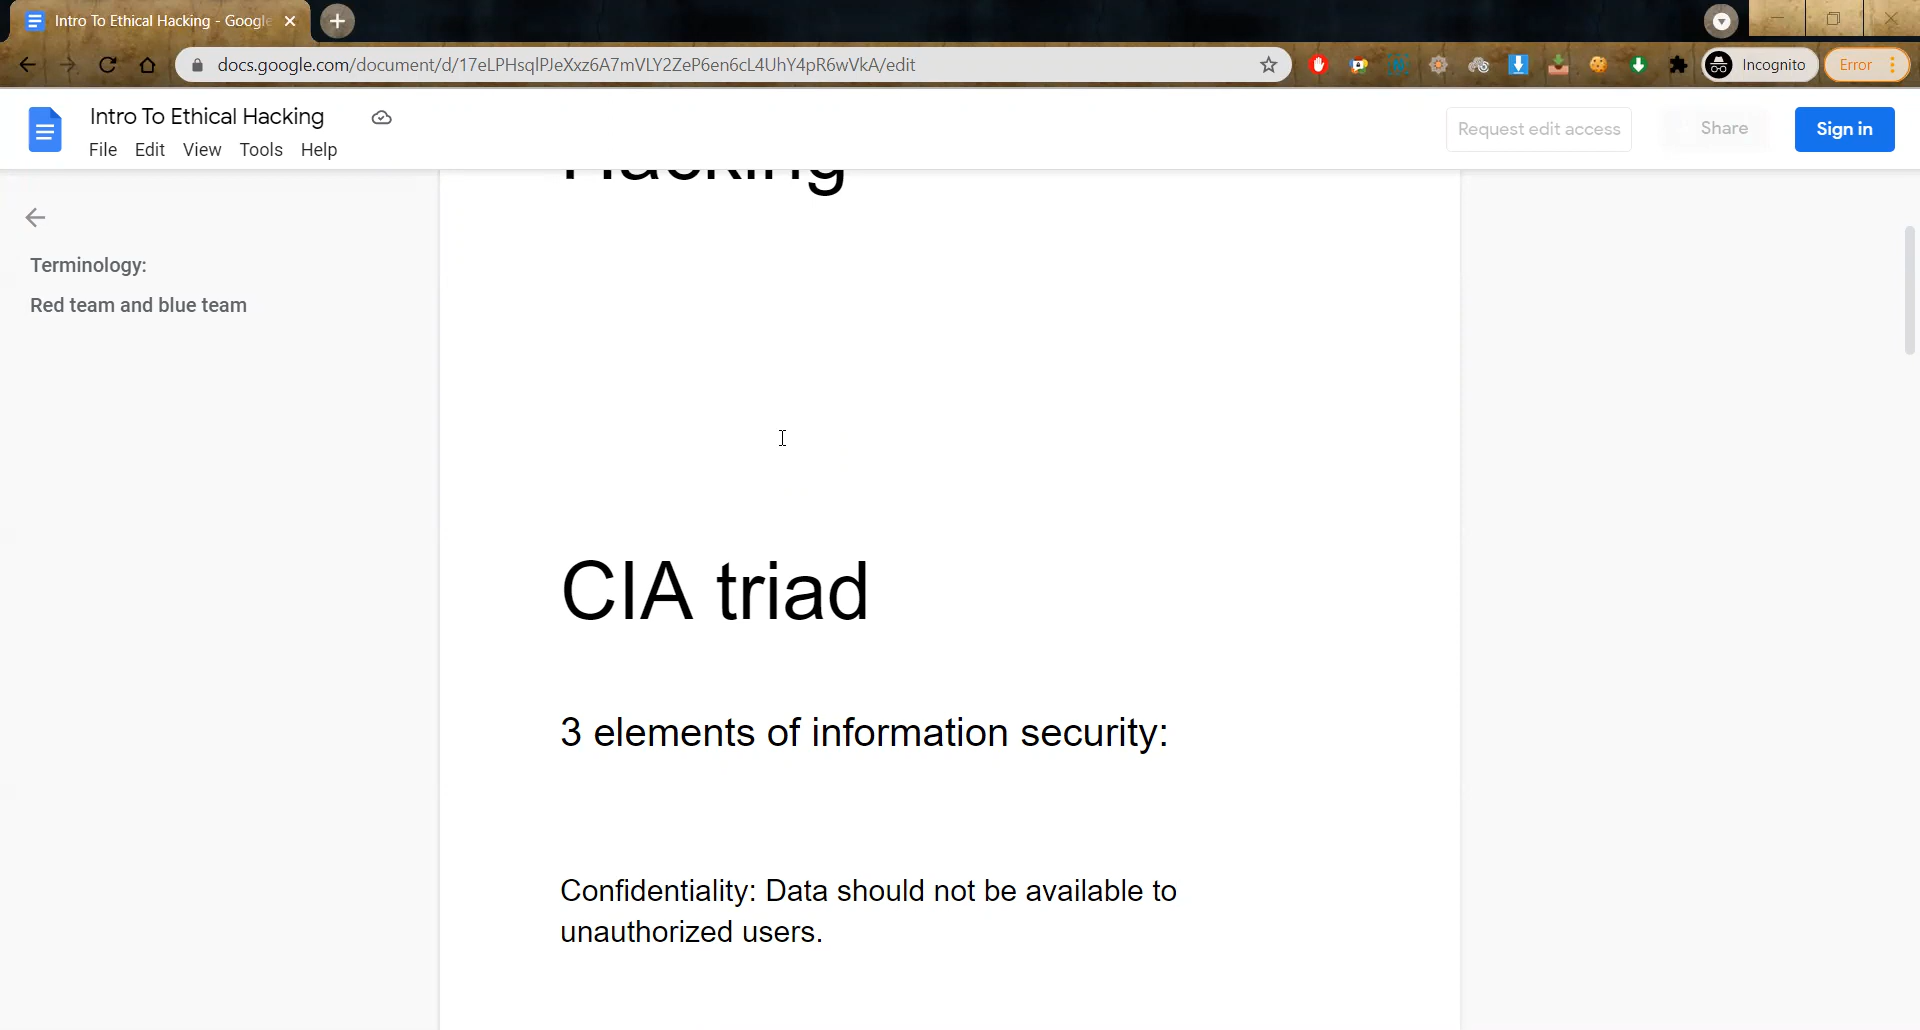 Intro To Ethical Hacking - Google
docs.google.com/document/d/17eLPHsqlPJeXxz6A7mVLY2ZeP6en6cL4UhY4pR6wVkA/edit
Incognito
Error
Intro To Ethical Hacking
File Edit View Tools Help
Request edit access
Share
Sign in
Terminology:
Red team and blue team
Hacking
CIA triad
3 elements of information security:
Confidentiality: Data should not be available to
unauthorized users.